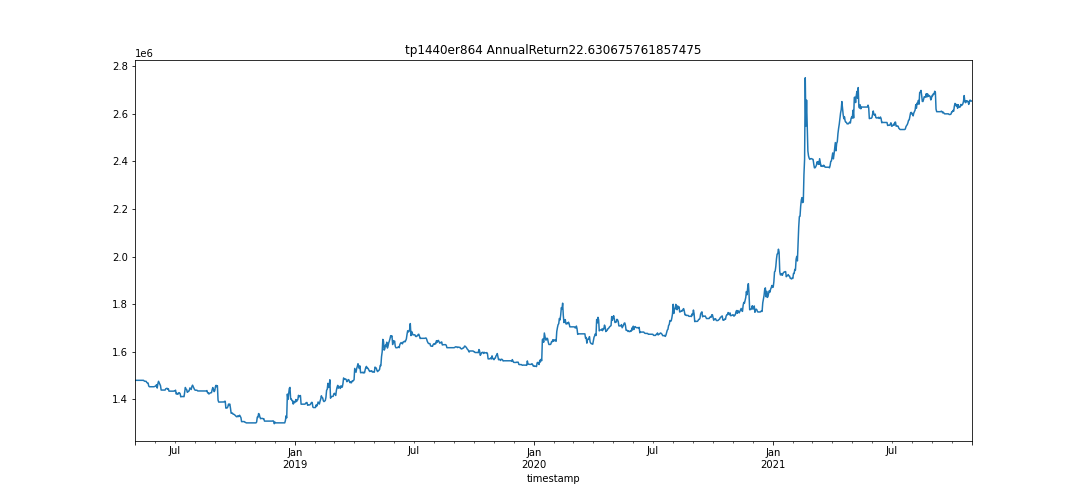 tp1440er864 AnnualReturn22.630675761857475
1e6
2.8
2.6
2.4
2.2
2.0
1.8
1.6
1.4
Jul Jan Jul Jan Jul Jan Jul
2019 2020 2021
timestamp